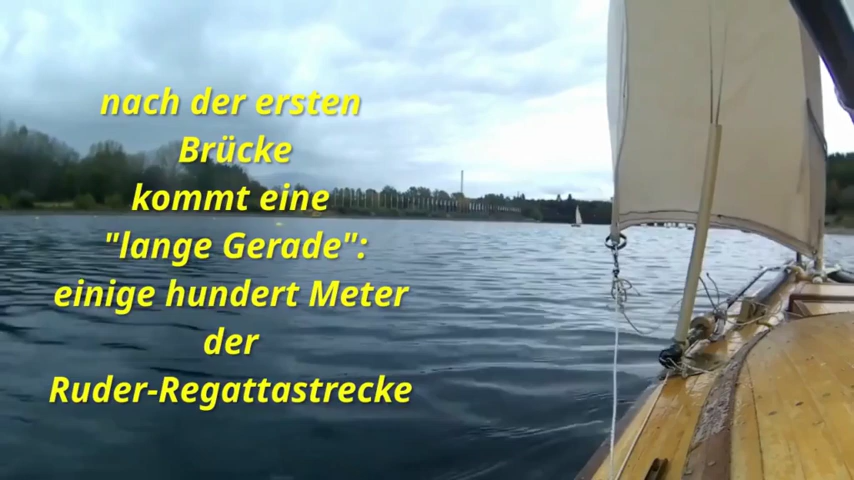 nach der ersten
Brücke
kommt eine
"lange Gerade":
einige hundert Meter
der
Ruder-Regattastrecke